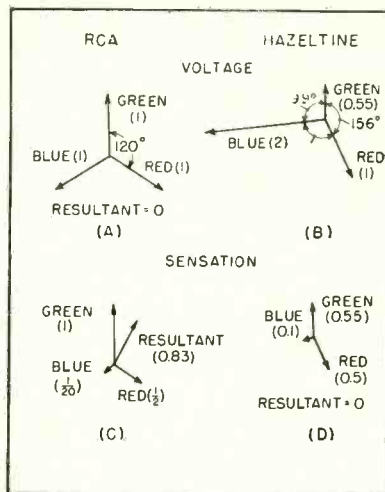 RCA HAZELTINE
VOLTAGE
GREEN
(1)
120°
BLUE(1)
RED(1)
RESULTANT=0
(A)
GREEN
(0.55)
99°
156°
BLUE(2)
RED
(1)
(B)
SENSATION
GREEN
(1)
RESULTANT
(0.83)
BLUE
(1/20)
RED(1/2)
(C)
GREEN
(0.55)
BLUE
(0.1)
RED
(0.5)
RESULTANT=0
(D)